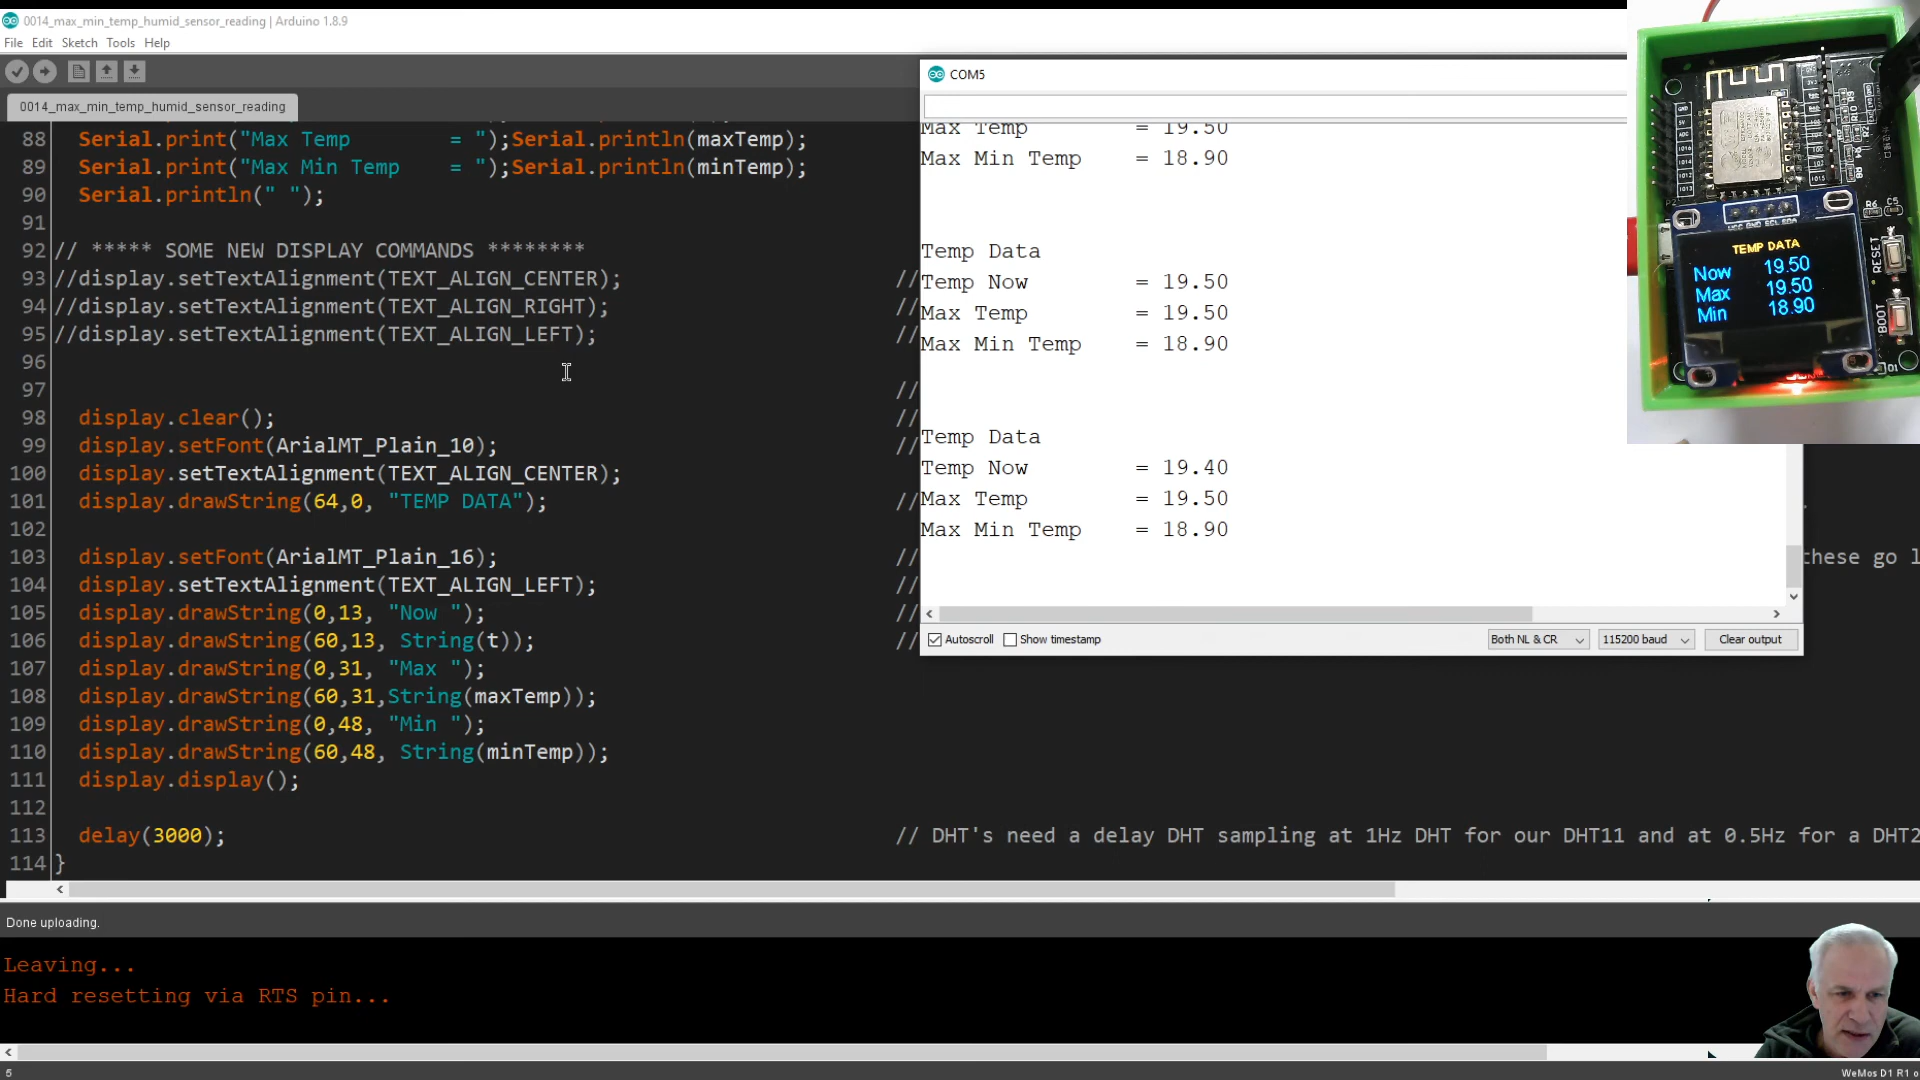 0014_max_min_temp_humid_sensor_reading | Arduino 1.8.9
File Edit Sketch Tools Help
0014_max_min_temp_humid_sensor_reading
88 Serial.print("Max Temp        = ");Serial.println(maxTemp);
89 Serial.print("Max Min Temp    = ");Serial.println(minTemp);
90 Serial.println(" ");
91
92 // ***** SOME NEW DISPLAY COMMANDS ********
93 //display.setTextAlignment(TEXT_ALIGN_CENTER); //
94 //display.setTextAlignment(TEXT_ALIGN_RIGHT); //
95 //display.setTextAlignment(TEXT_ALIGN_LEFT); //
96
97 //
98 display.clear(); //
99 display.setFont(ArialMT_Plain_10); //
100 display.setTextAlignment(TEXT_ALIGN_CENTER);
101 display.drawString(64,0, "TEMP DATA"); //
102
103 display.setFont(ArialMT_Plain_16); // these go l
104 display.setTextAlignment(TEXT_ALIGN_LEFT); //
105 display.drawString(0,13, "Now "); //
106 display.drawString(60,13, String(t)); //
107 display.drawString(0,31, "Max ");
108 display.drawString(60,31,String(maxTemp));
109 display.drawString(0,48, "Min ");
110 display.drawString(60,48, String(minTemp));
111 display.display();
112
113 delay(3000); // DHT's need a delay DHT sampling at 1Hz DHT for our DHT11 and at 0.5Hz for a DHT2
114 }
Done uploading.
Leaving...
Hard resetting via RTS pin...
5
WeMos D1 R1 o
COM5
Max Temp = 19.50
Max Min Temp = 18.90
Temp Data
Temp Now = 19.50
Max Temp = 19.50
Max Min Temp = 18.90
Temp Data
Temp Now = 19.40
Max Temp = 19.50
Max Min Temp = 18.90
Autoscroll Show timestamp Both NL & CR 115200 baud Clear output
VCC GND SCL SDA
TEMP DATA
Now 19.50
Max 19.50
Min 18.90
R6 C5
RESET
BOOT